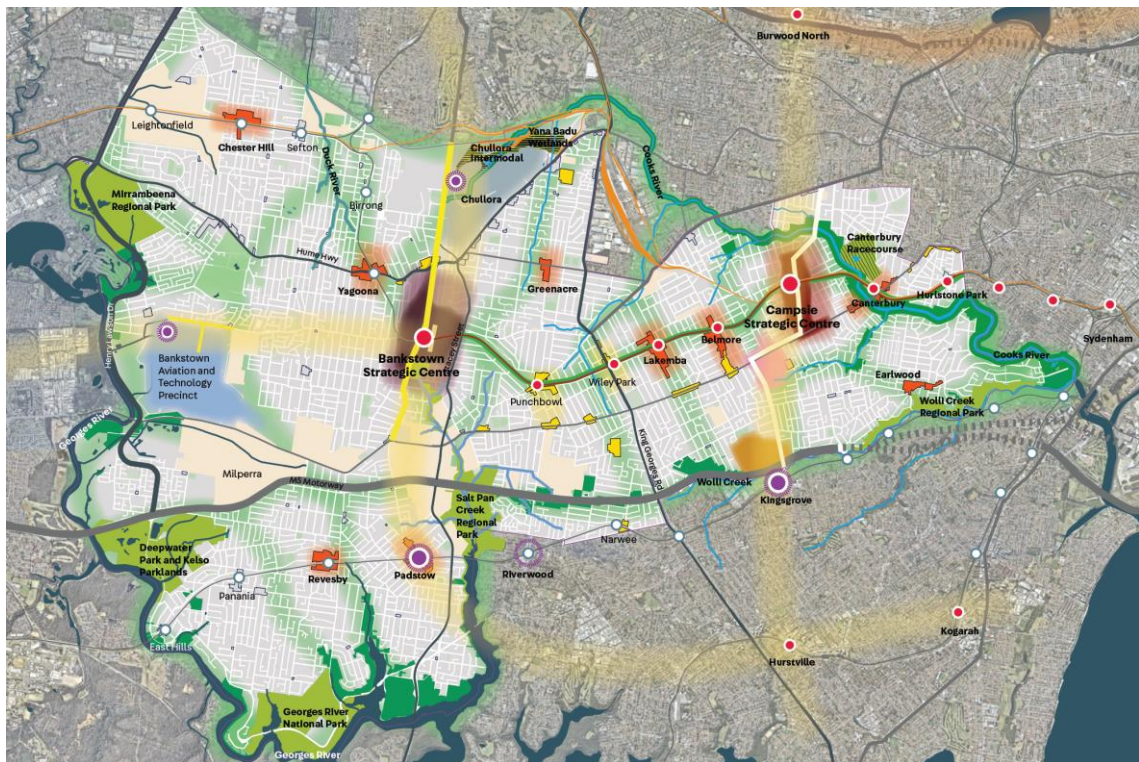 Burwood North
Leightonfield
Chester Hill
Sefton
Duck River
Birrong
Chullora
Intermodal
Yana Badu
Wetlands
Chullora
Cooks River
Mirrambeena
Regional Park
Hume Hwy
Yagoona
Greenacre
Canterbury
Racecourse
Campsie
Strategic Centre
Canterbury
Hurlstone Park
Sydenham
Henry Lawson D
Bankstown
Aviation and
Technology
Precinct
Bankstown
Strategic Centre
acey Street
Punchbowl
Wiley Park
Lakemba
Belmore
Cooks River
Earlwood
Wolli Creek
Regional Park
Georges River
Milperra
M5 Motorway
King Georges Rd
Salt Pan
Creek
Regional
Park
Wolli Creek
Kingsgrove
Deepwater
Park and Kelso
Parklands
Panania
Revesby
Padstow
Riverwood
Narwee
East Hills
Kogarah
Hurstville
Georges River
National Park
Georges River